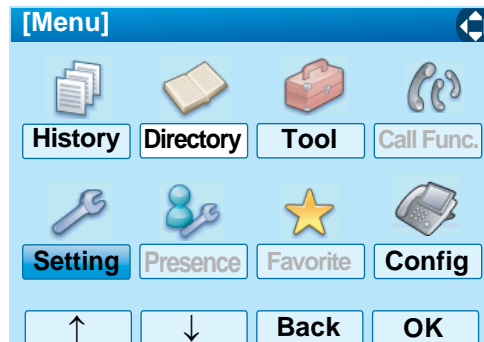 [Menu]
History Directory Tool Call Func.
Setting Presence Favorite Config
↑ ↓ Back OK